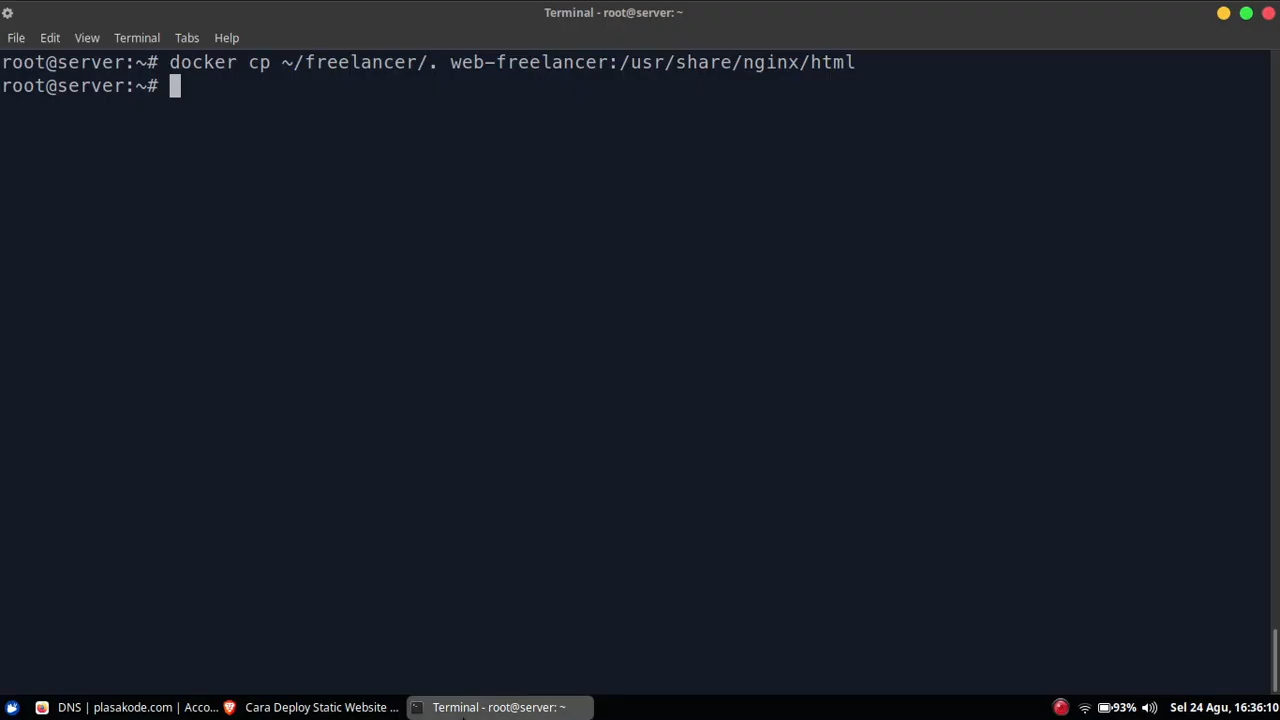 Terminal - root@server: ~
File Edit View Terminal Tabs Help
root@server:~# docker cp ~/freelancer/. web-freelancer:/usr/share/nginx/html
root@server:~#
DNS | plasakode.com | Acco... Cara Deploy Static Website ... Terminal - root@server: ~ 93% Sel 24 Agu, 16:36:10